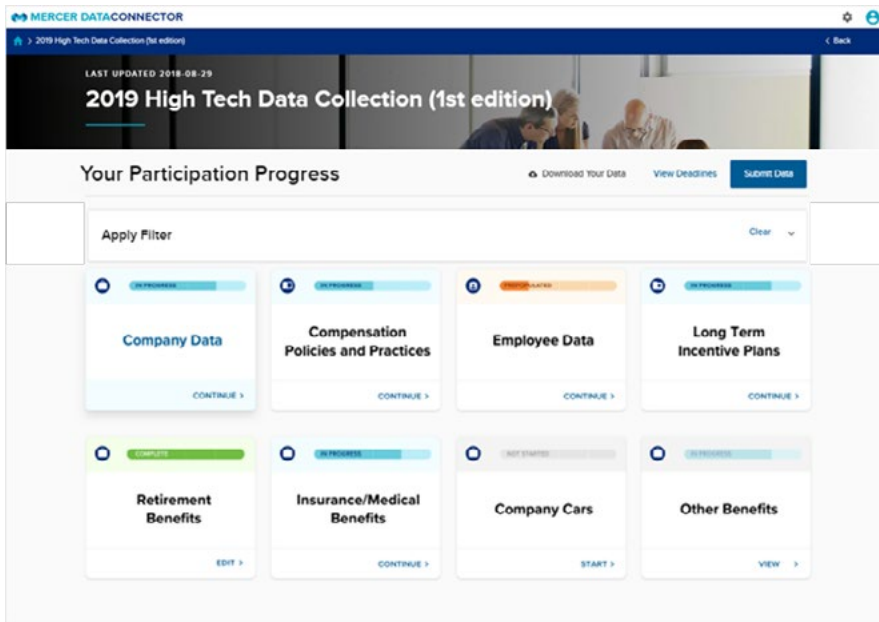 MERCER DATACONNECTOR
> 2019 High Tech Data Collection (1st edition)
< Back
LAST UPDATED 2018-08-29
2019 High Tech Data Collection (1st edition)
Your Participation Progress
Download Your Data
View Deadlines
Submit Data
Apply Filter
Clear
IN PROGRESS
Company Data
CONTINUE >
IN PROGRESS
Compensation
Policies and Practices
CONTINUE >
PREPOPULATED
Employee Data
CONTINUE >
IN PROGRESS
Long Term
Incentive Plans
CONTINUE >
COMPLETE
Retirement
Benefits
EDIT >
IN PROGRESS
Insurance/Medical
Benefits
CONTINUE >
NOT STARTED
Company Cars
START >
IN PROGRESS
Other Benefits
VIEW >